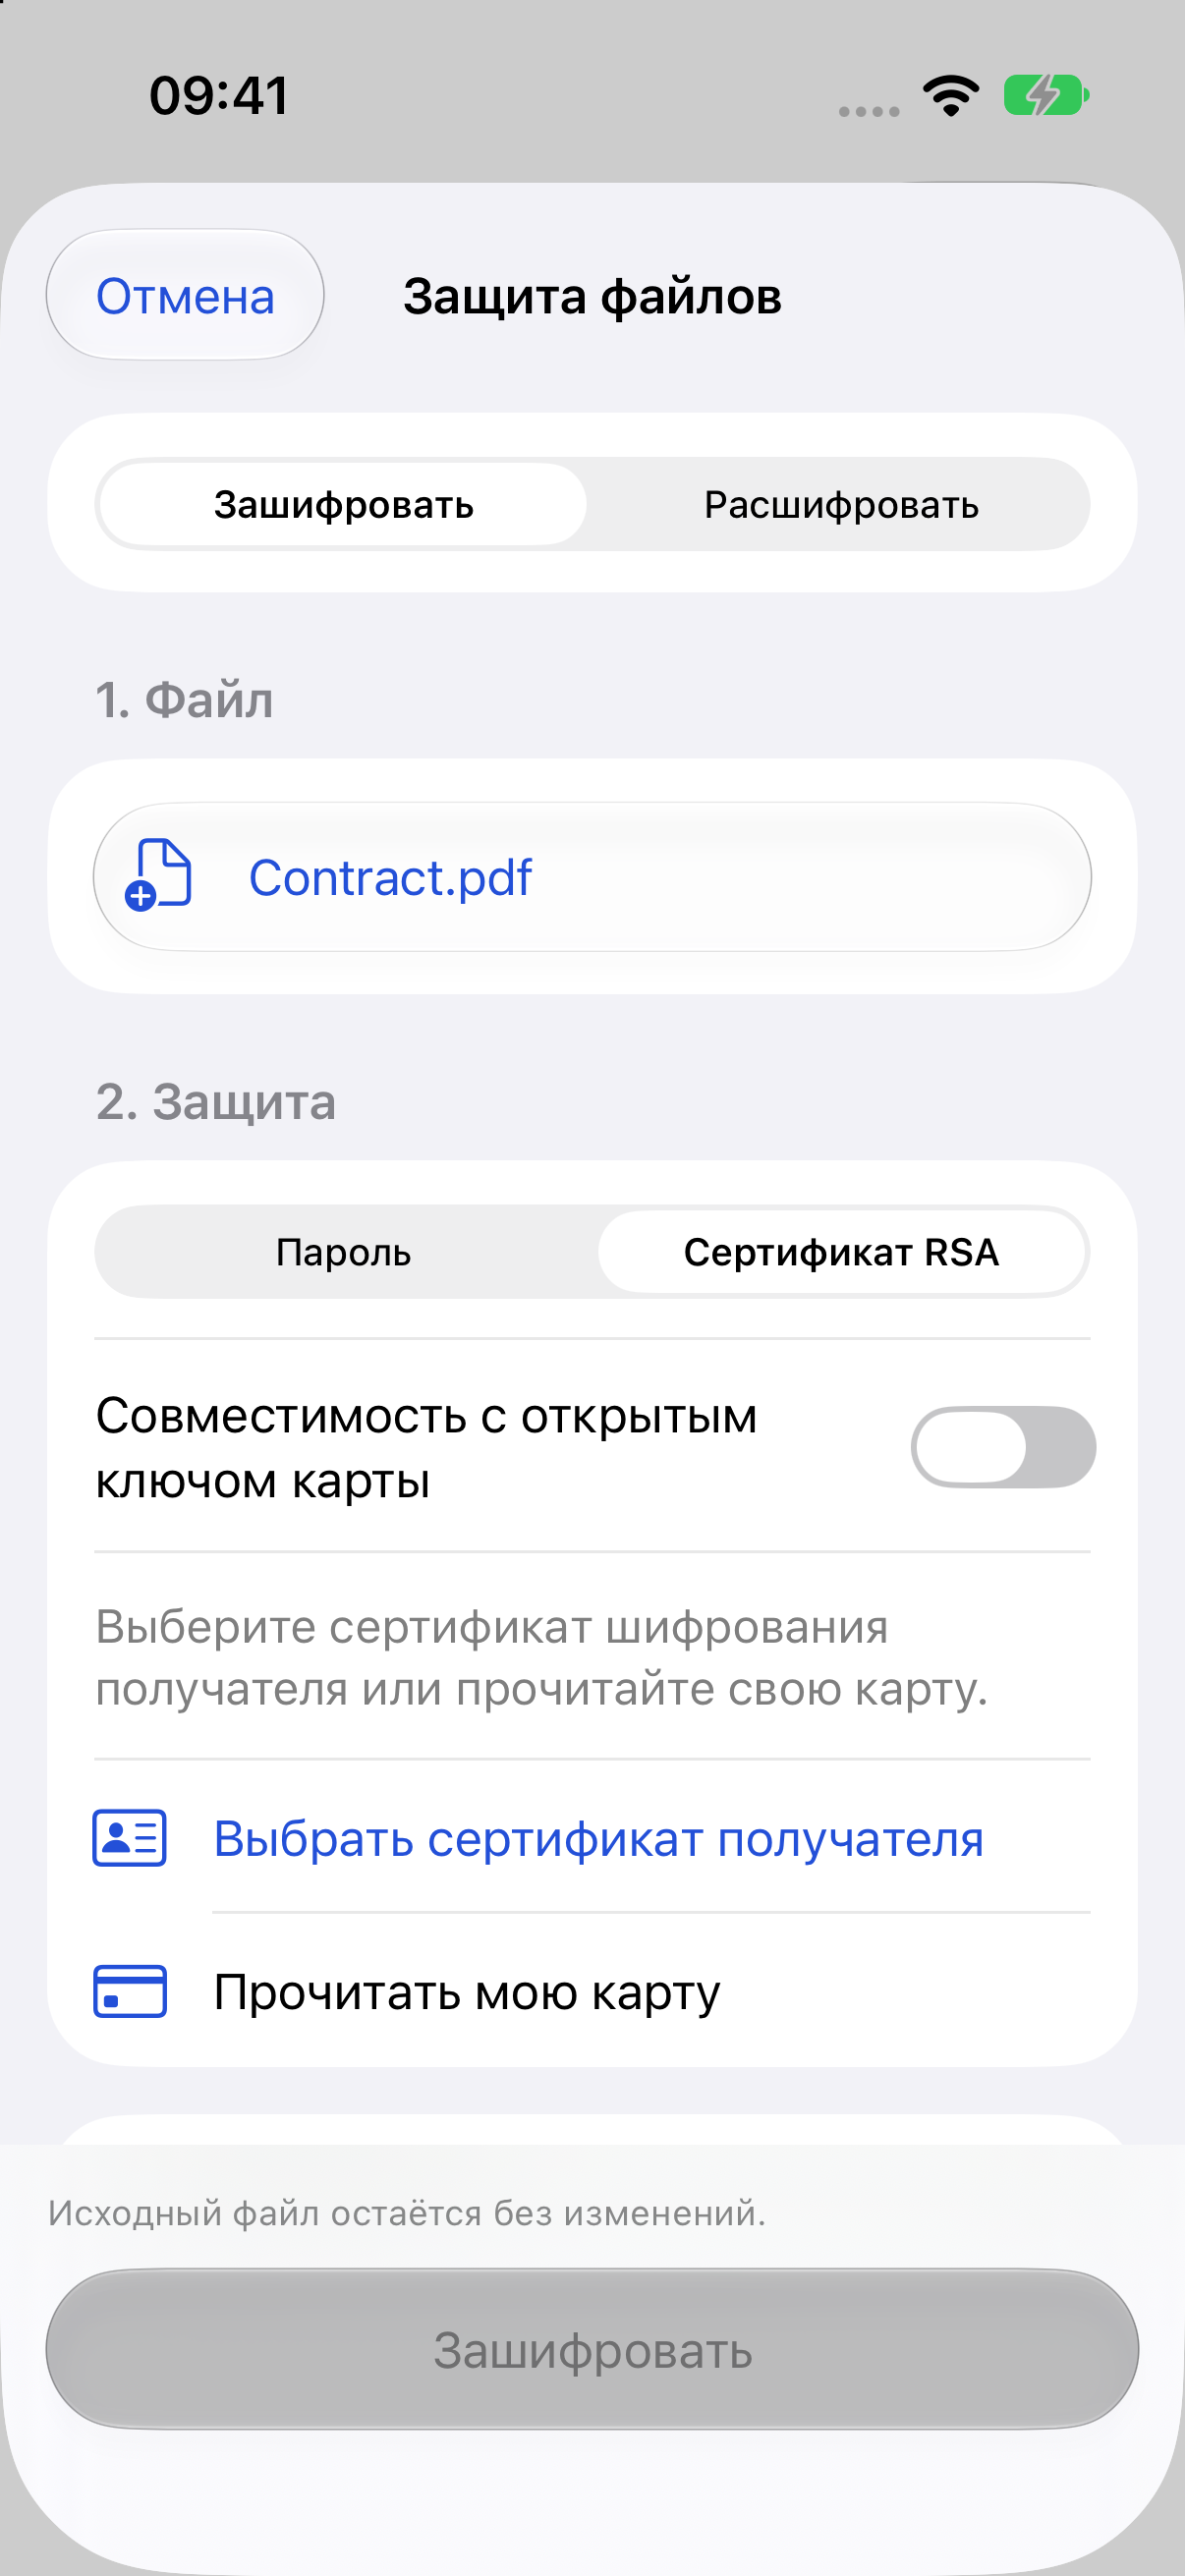 09:41
Отмена
Защита файлов
Зашифровать
Расшифровать
1. Файл
Contract.pdf
2. Защита
Пароль
Сертификат RSA
Совместимость с открытым
ключом карты
Выберите сертификат шифрования
получателя или прочитайте свою карту.
Выбрать сертификат получателя
Прочитать мою карту
Исходный файл остаётся без изменений.
Зашифровать